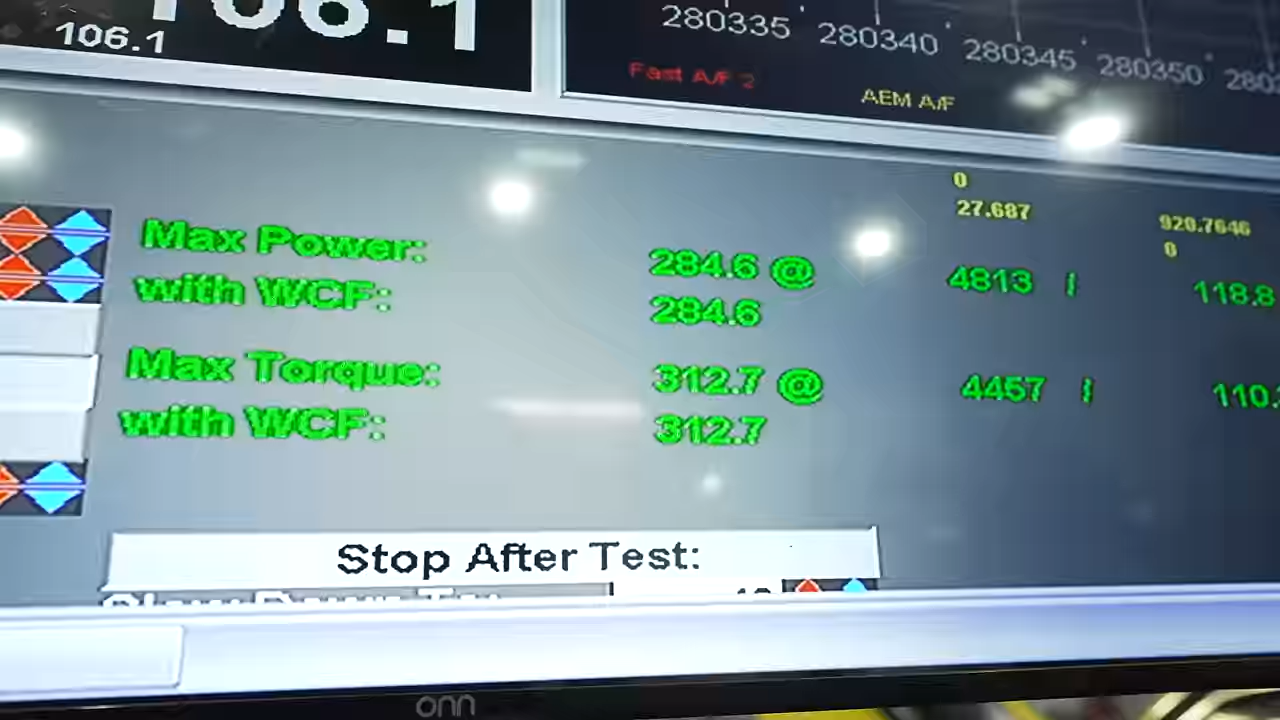 106.1
106.1
280335 280340 280345 280350
Fast A/F 2
AEM A/F
0
27.687
920.7646
0
Max Power: 284.6 @ 4813 118.8
with WCF: 284.6
Max Torque: 312.7 @ 4457 110.
with WCF: 312.7
Stop After Test:
onn